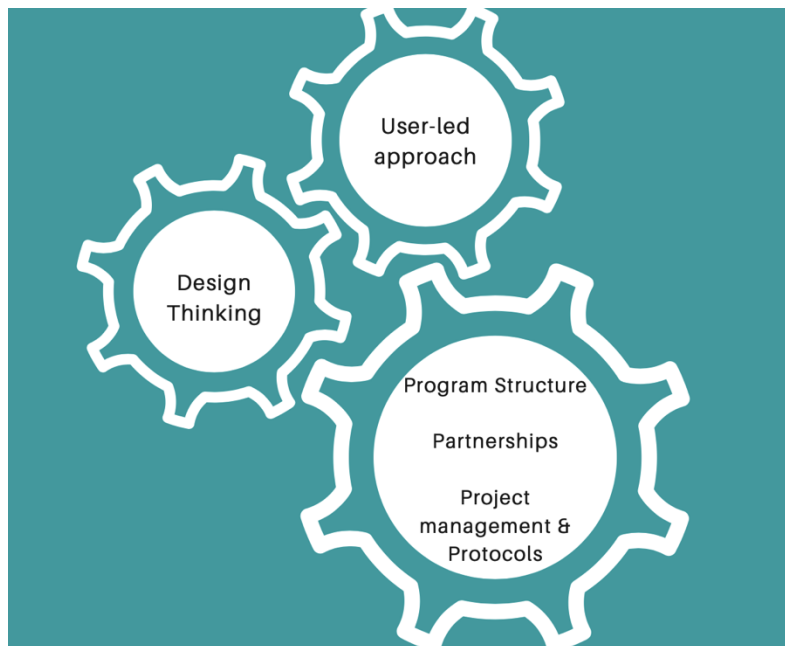 User-led
approach
Design
Thinking
Program Structure
Partnerships
Project
management &
Protocols